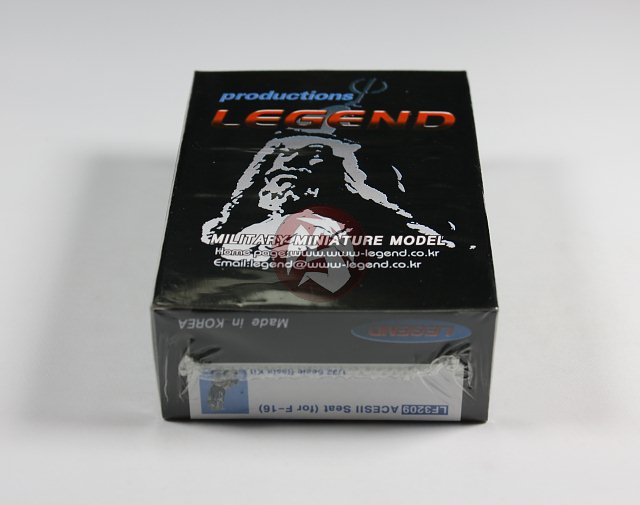 productions
LEGEND
MILITARY MINIATURE MODEL
Home page:www.www-legend.co.kr
Email:legend@www-legend.co.kr
LEGEND
Made in KOREA
LF3209 ACESII Seat (for F-16)
1/32 Scale